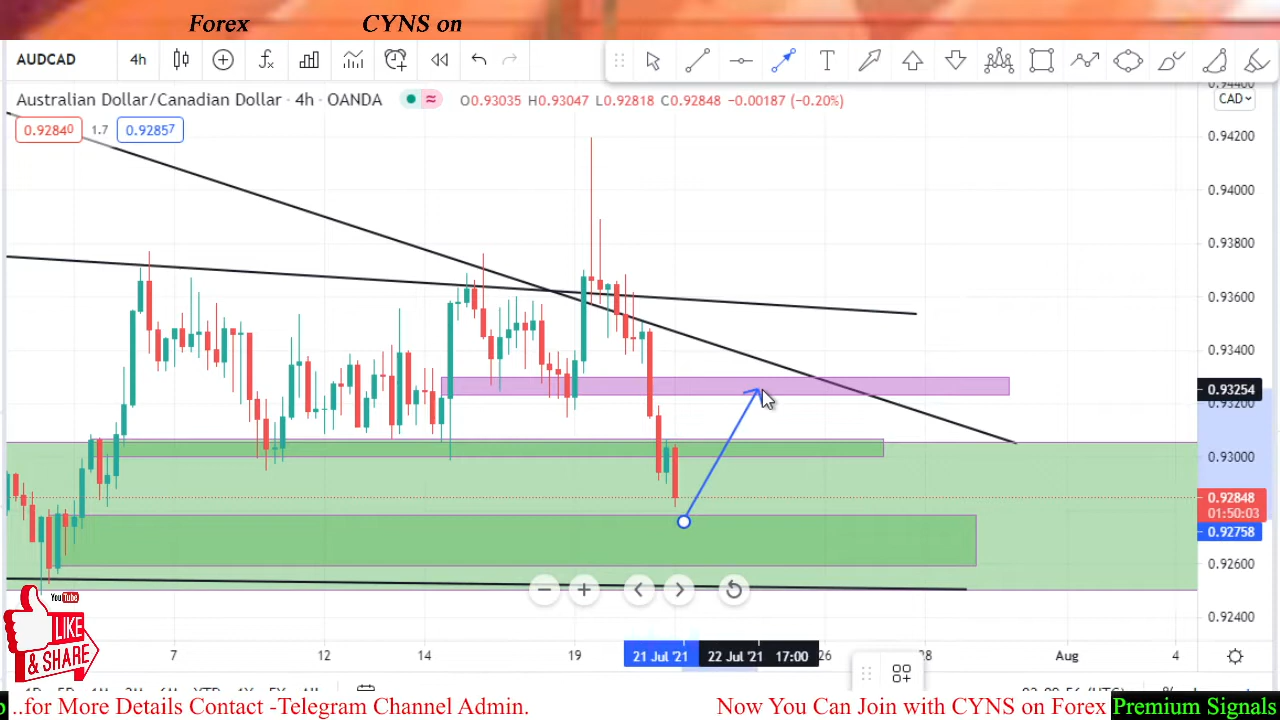 Forex CYNS on
AUDCAD 4h
Australian Dollar/Canadian Dollar · 4h · OANDA O0.93035 H0.93047 L0.92818 C0.92848 −0.00187 (−0.20%)
CAD
0.92840 1.7 0.92857
0.94400
0.94200
0.94000
0.93800
0.93600
0.93400
0.93254
0.93200
0.93000
0.92848
01:50:03
0.92758
0.92600
0.92400
YouTube
LIKE
& SHARE
7 12 14 19 21 Jul '21 22 Jul '21 17:00 26 28 Aug 4
..for More Details Contact -Telegram Channel Admin. Now You Can Join with CYNS on Forex Premium Signals